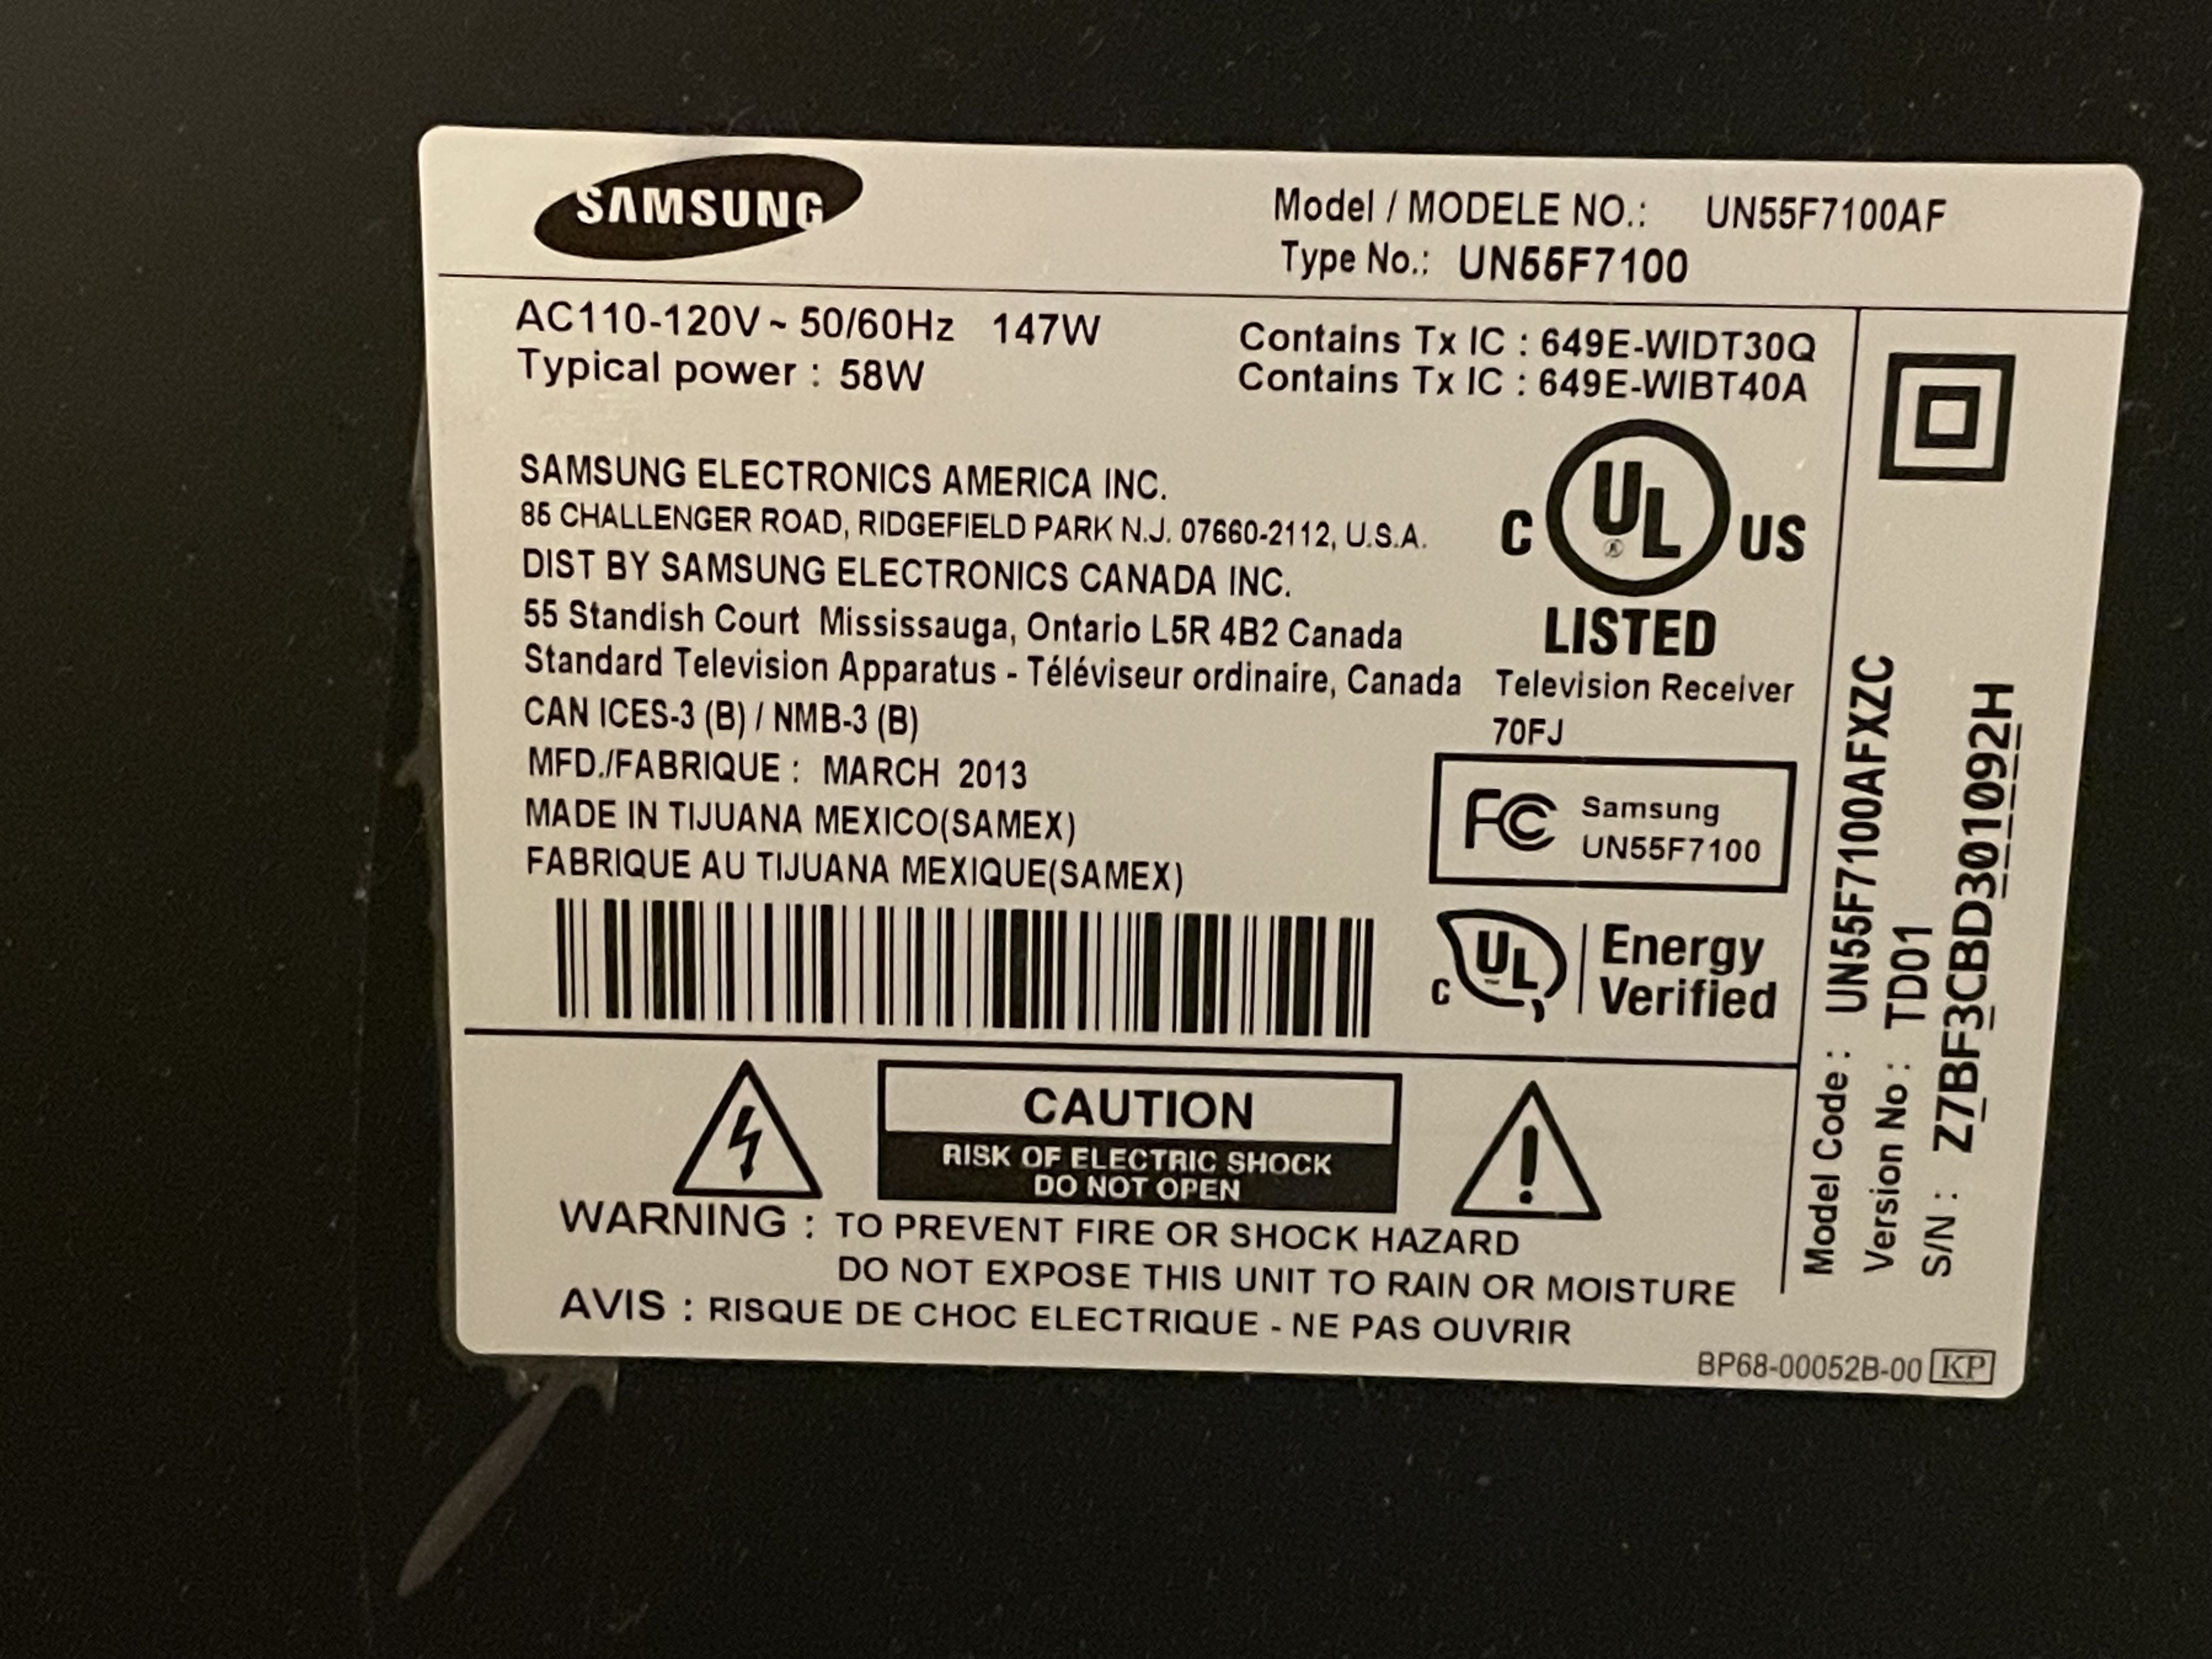 SAMSUNG
Model / MODELE NO.: UN55F7100AF
Type No.: UN55F7100
AC110-120V ~ 50/60Hz 147W
Typical power : 58W
Contains Tx IC : 649E-WIDT30Q
Contains Tx IC : 649E-WIBT40A
SAMSUNG ELECTRONICS AMERICA INC.
85 CHALLENGER ROAD, RIDGEFIELD PARK N.J. 07660-2112, U.S.A.
DIST BY SAMSUNG ELECTRONICS CANADA INC.
55 Standish Court Mississauga, Ontario L5R 4B2 Canada
Standard Television Apparatus - Téléviseur ordinaire, Canada
CAN ICES-3 (B) / NMB-3 (B)
MFD./FABRIQUE : MARCH 2013
MADE IN TIJUANA MEXICO(SAMEX)
FABRIQUE AU TIJUANA MEXIQUE(SAMEX)
C UL ® US
LISTED
Television Receiver
70FJ
FC Samsung
UN55F7100
C UL Energy
Verified
CAUTION
RISK OF ELECTRIC SHOCK
DO NOT OPEN
WARNING : TO PREVENT FIRE OR SHOCK HAZARD
DO NOT EXPOSE THIS UNIT TO RAIN OR MOISTURE
AVIS : RISQUE DE CHOC ELECTRIQUE - NE PAS OUVRIR
Model Code : UN55F7100AFXZC
Version No : TD01
S/N : Z7BF3CBD301092H
BP68-00052B-00 KP